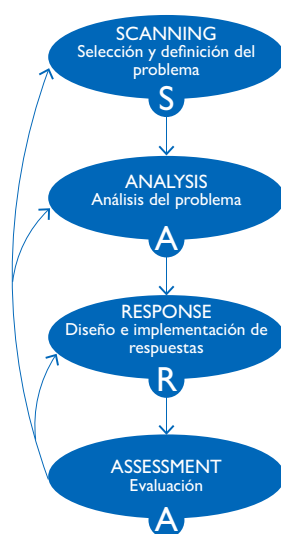 SCANNING
Selección y definición del
problema
S
ANALYSIS
Análisis del problema
A
RESPONSE
Diseño e implementación de
respuestas
R
ASSESSMENT
Evaluación
A